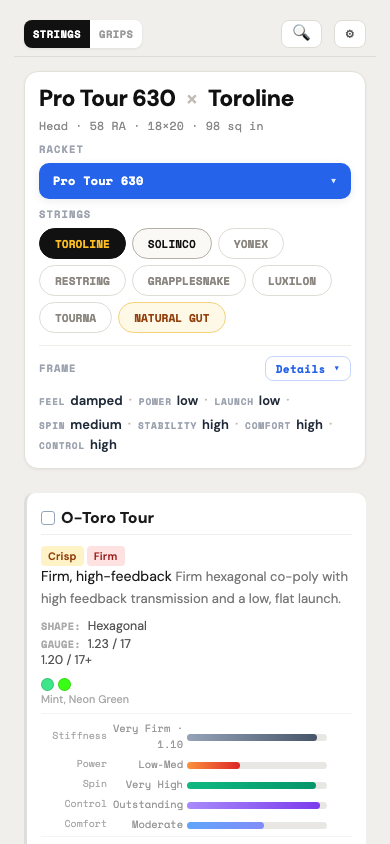 STRINGS GRIPS
Pro Tour 630 × Toroline
Head · 58 RA · 18×20 · 98 sq in
RACKET
Pro Tour 630
STRINGS
TOROLINE SOLINCO YONEX
RESTRING GRAPPLESNAKE LUXILON
TOURNA NATURAL GUT
FRAME Details
FEEL damped · POWER low · LAUNCH low ·
SPIN medium · STABILITY high · COMFORT high ·
CONTROL high
O-Toro Tour
Crisp Firm
Firm, high-feedback Firm hexagonal co-poly with
high feedback transmission and a low, flat launch.
SHAPE: Hexagonal
GAUGE: 1.23 / 17
1.20 / 17+
Mint, Neon Green
Stiffness Very Firm ·
1.10
Power Low-Med
Spin Very High
Control Outstanding
Comfort Moderate